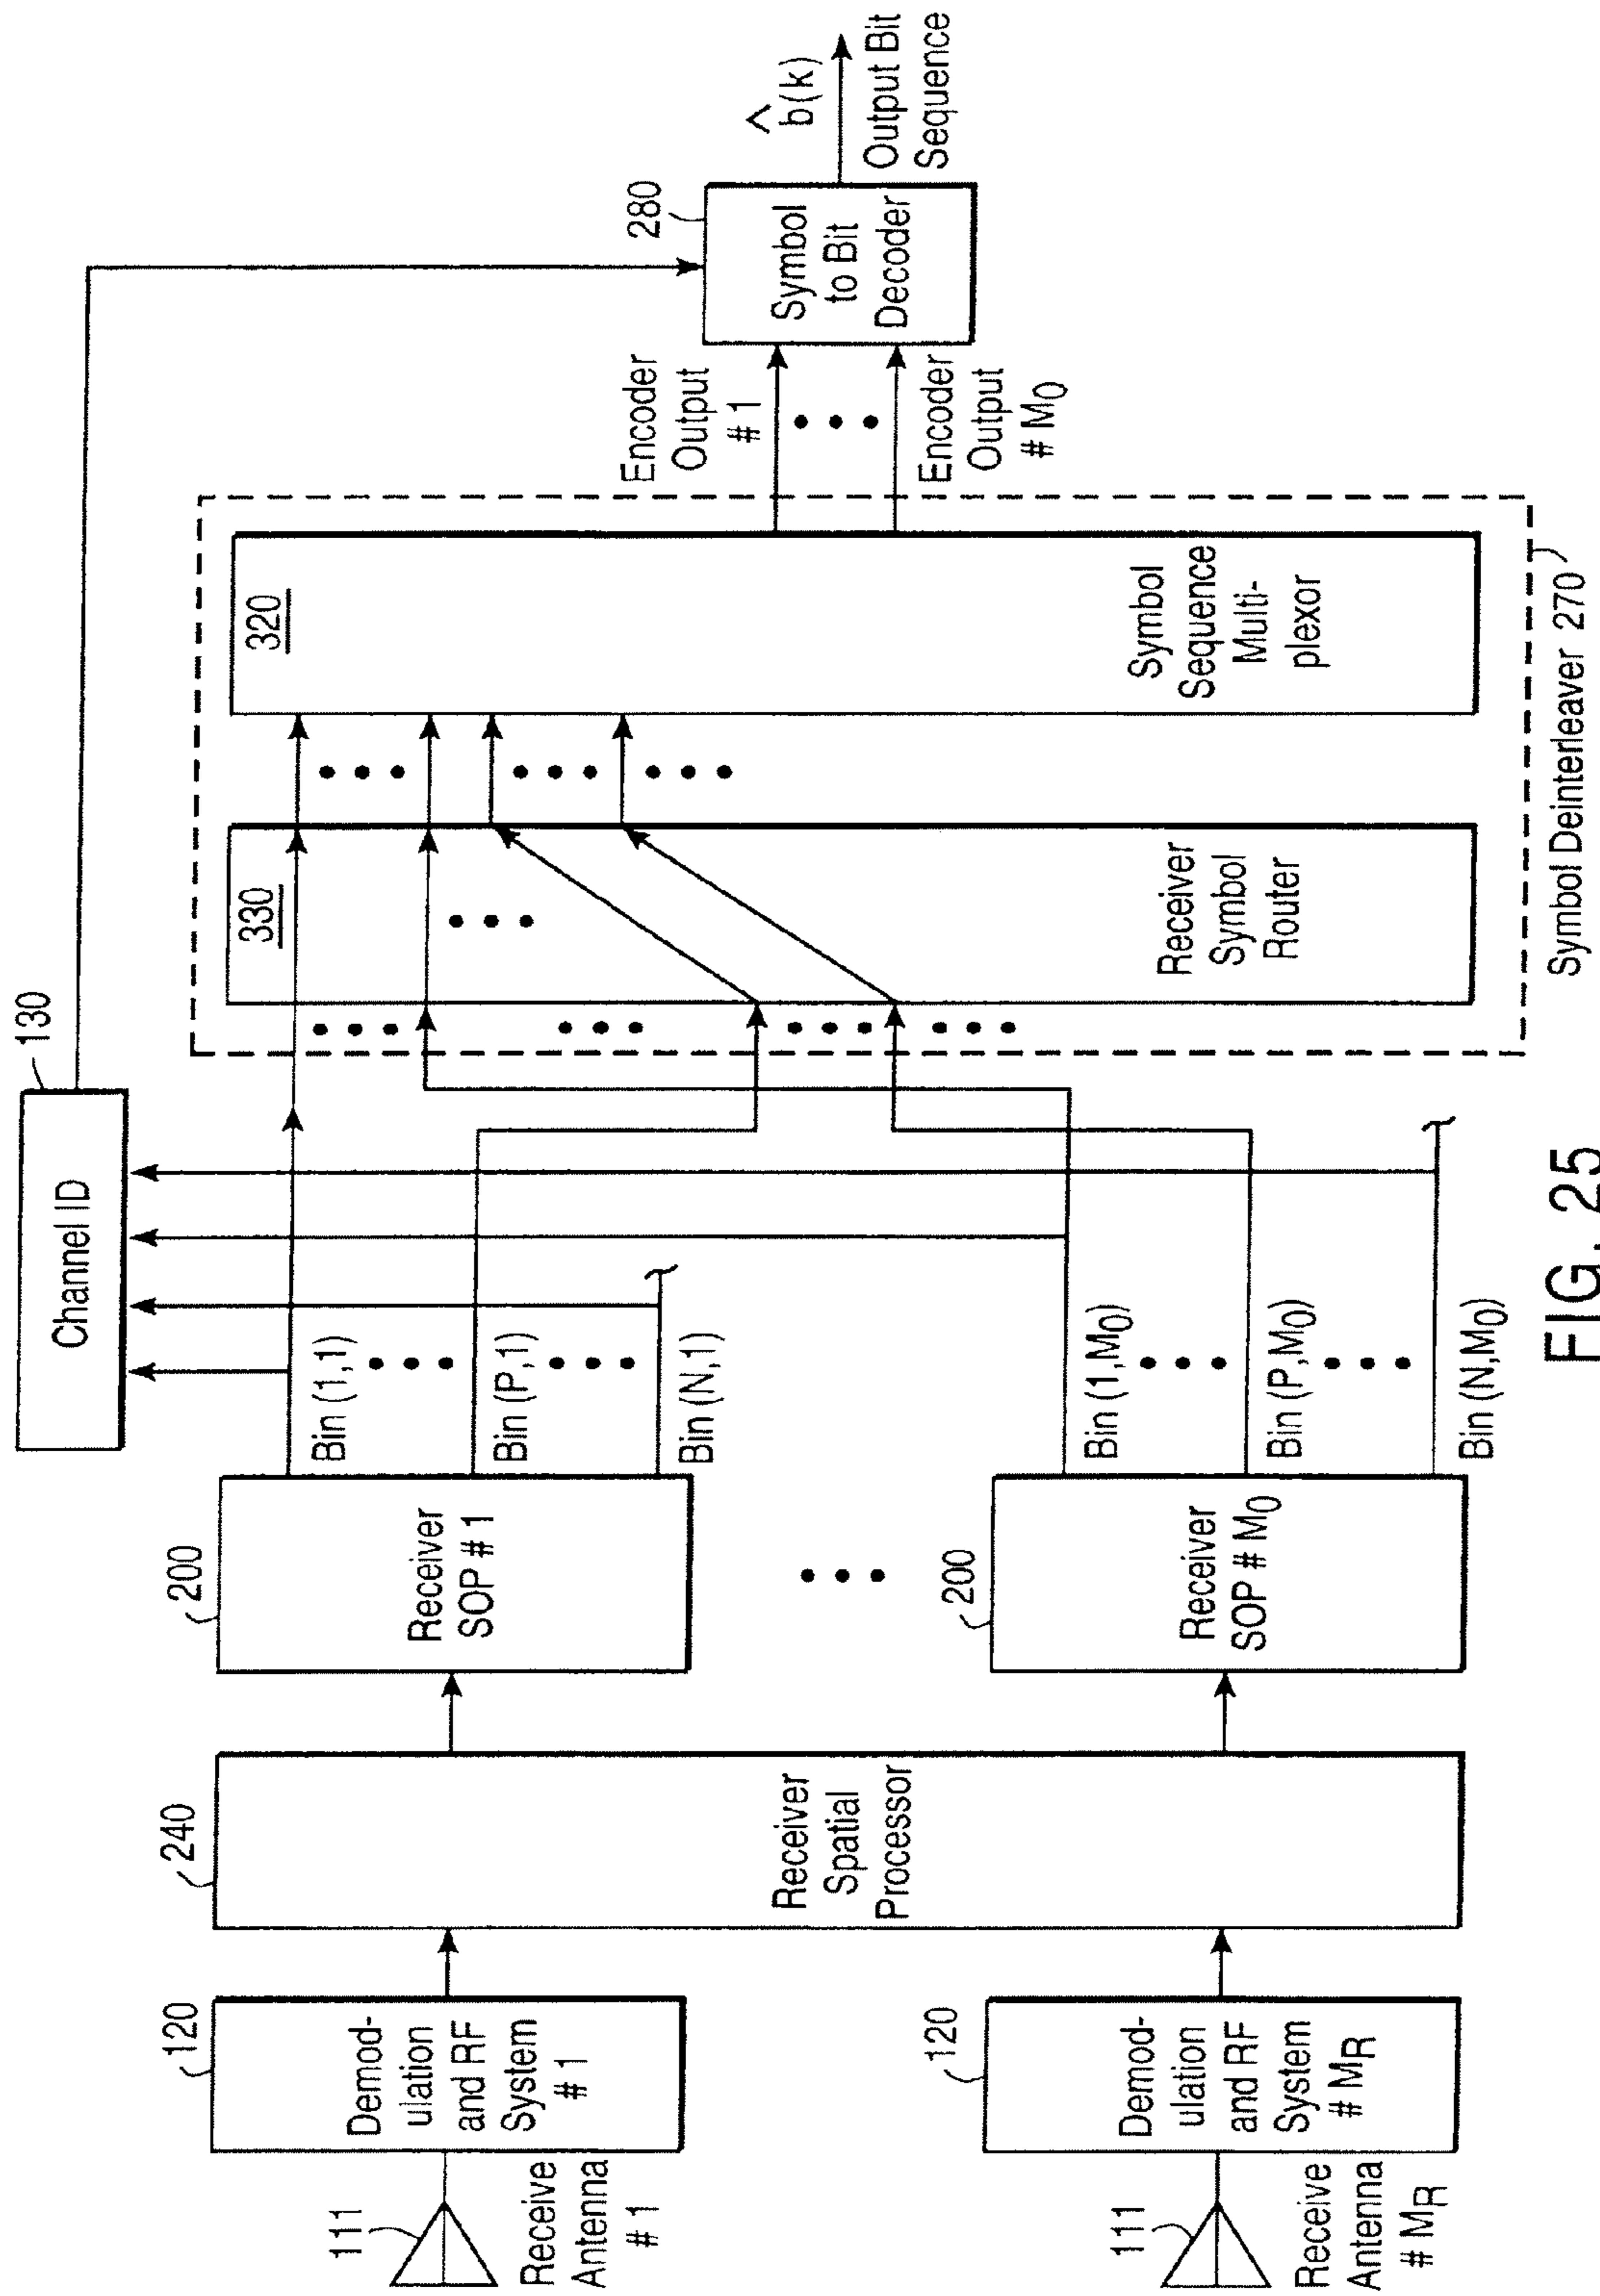 130
Channel ID
111
Receive
Antenna
# 1
120
Demod-
ulation
and RF
System
# 1
240
Receiver
Spatial
Processor
200
Receiver
SOP # 1
Bin (1,1)
Bin (P,1)
Bin (N,1)
330
Receiver
Symbol
Router
320
Symbol
Sequence
Multi-
plexor
Encoder
Output
# 1
Encoder
Output
# M0
280
Symbol
to Bit
Decoder
^
b(k)
Output Bit
Sequence
111
Receive
Antenna
# MR
120
Demod-
ulation
and RF
System
# MR
200
Receiver
SOP # M0
Bin (1,M0)
Bin (P,M0)
Bin (N,M0)
Symbol Deinterleaver 270
FIG. 25